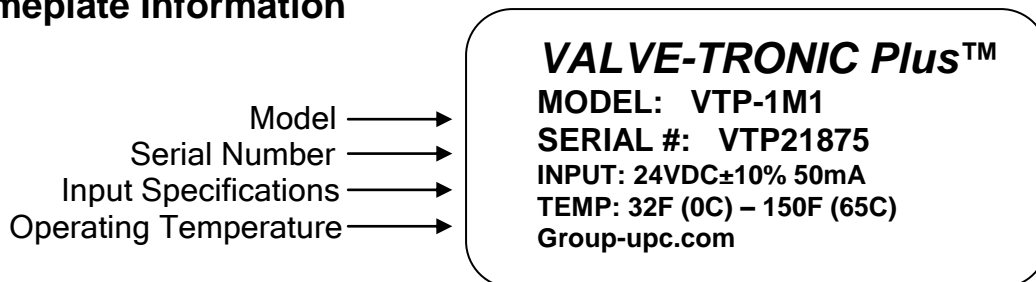 meplate Information
Model
Serial Number
Input Specifications
Operating Temperature
VALVE-TRONIC Plus™
MODEL: VTP-1M1
SERIAL #: VTP21875
INPUT: 24VDC±10% 50mA
TEMP: 32F (0C) – 150F (65C)
Group-upc.com